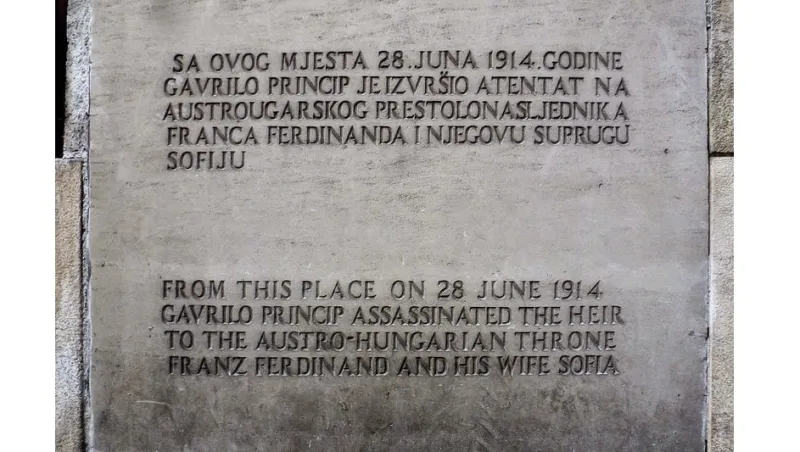 SA OVOG MJESTA 28.JUNA 1914.GODINE
GAVRILO PRINCIP JE IZVRŠIO ATENTAT NA
AUSTROUGARSKOG PRESTOLONASLJEDNIKA
FRANCA FERDINANDA I NJEGOVU SUPRUGU
SOFIJU
FROM THIS PLACE ON 28 JUNE 1914
GAVRILO PRINCIP ASSASSINATED THE HEIR
TO THE AUSTRO-HUNGARIAN THRONE
FRANZ FERDINAND AND HIS WIFE SOFIA